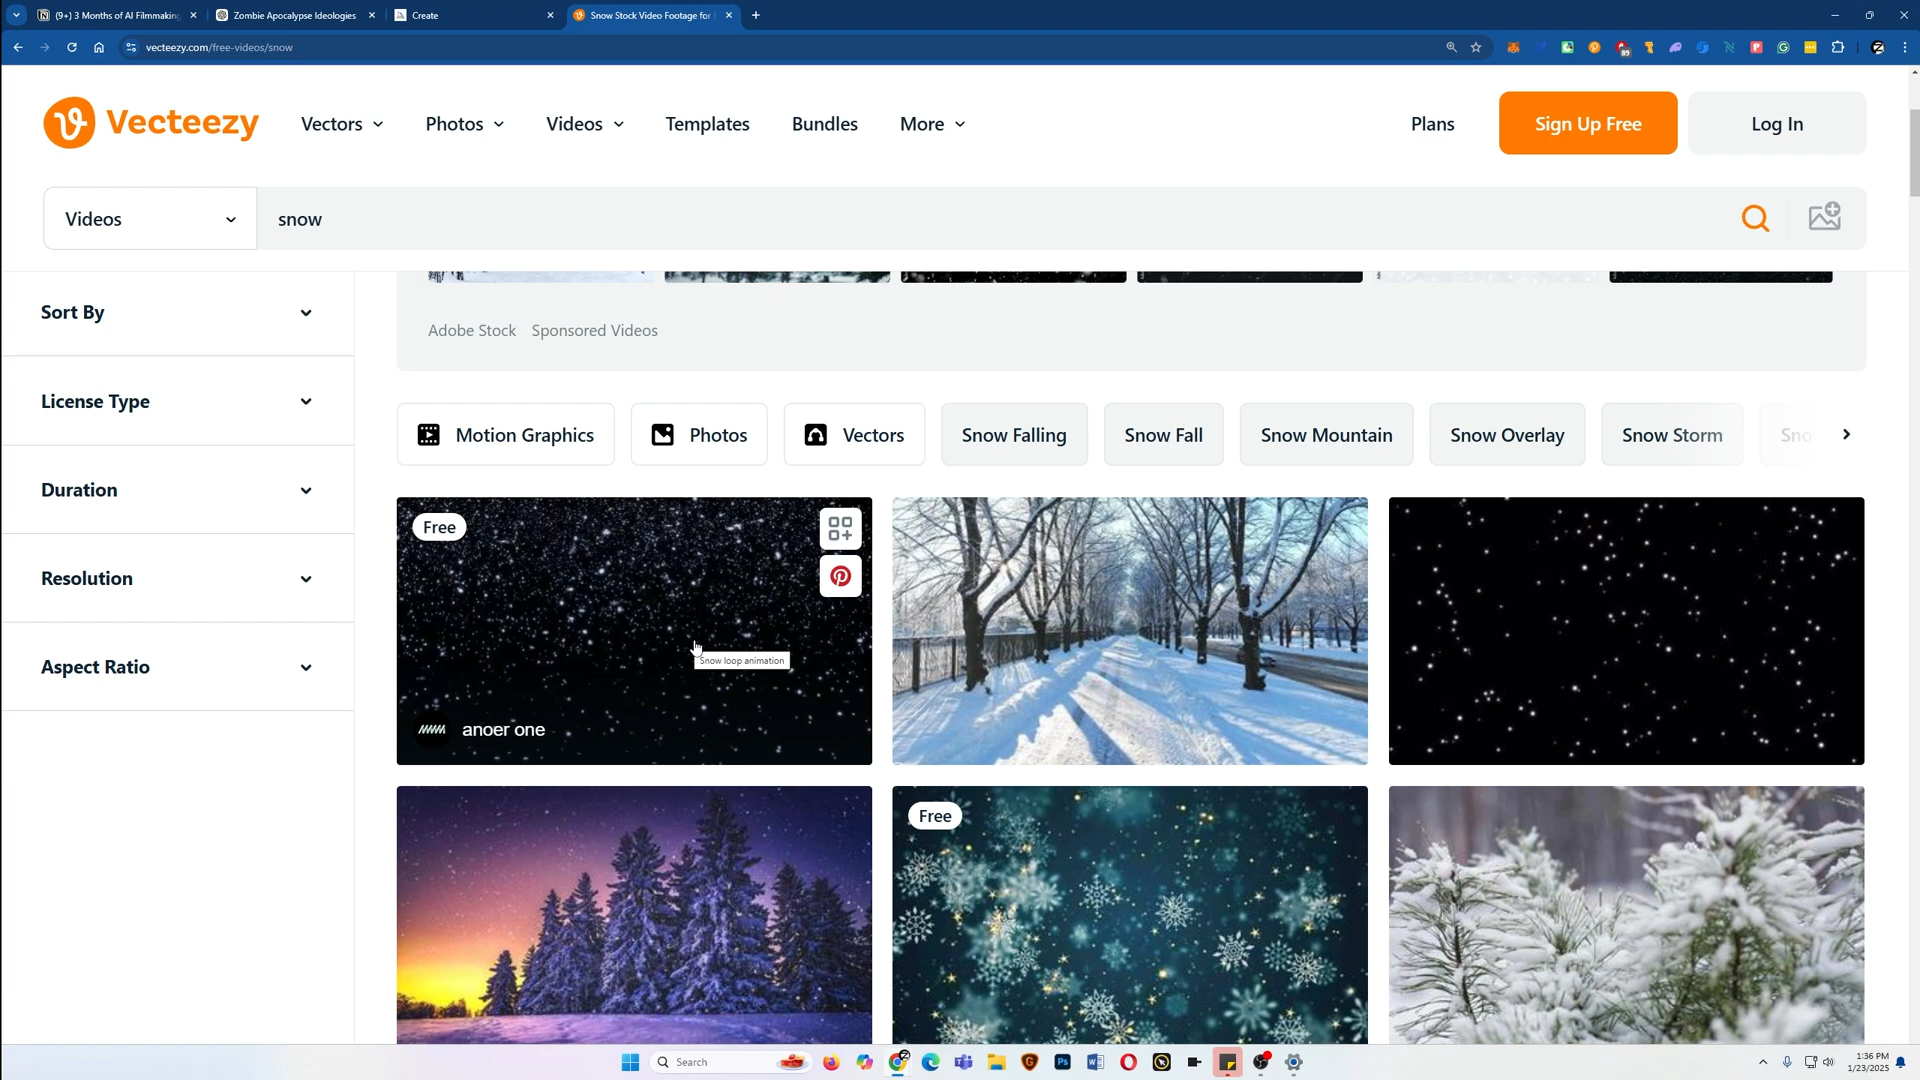 (9+) 3 Months of AI Filmmaking
Zombie Apocalypse Ideologies
Create
Snow Stock Video Footage for
vecteezy.com/free-videos/snow
89
Vecteezy
Vectors
Photos
Videos
Templates
Bundles
More
Plans
Sign Up Free
Log In
Videos
snow
Sort By
License Type
Duration
Resolution
Aspect Ratio
Adobe Stock Sponsored Videos
Motion Graphics
Photos
Vectors
Snow Falling
Snow Fall
Snow Mountain
Snow Overlay
Snow Storm
Free
Snow loop animation
anoer one
Free
Search
1:36 PM
1/23/2025